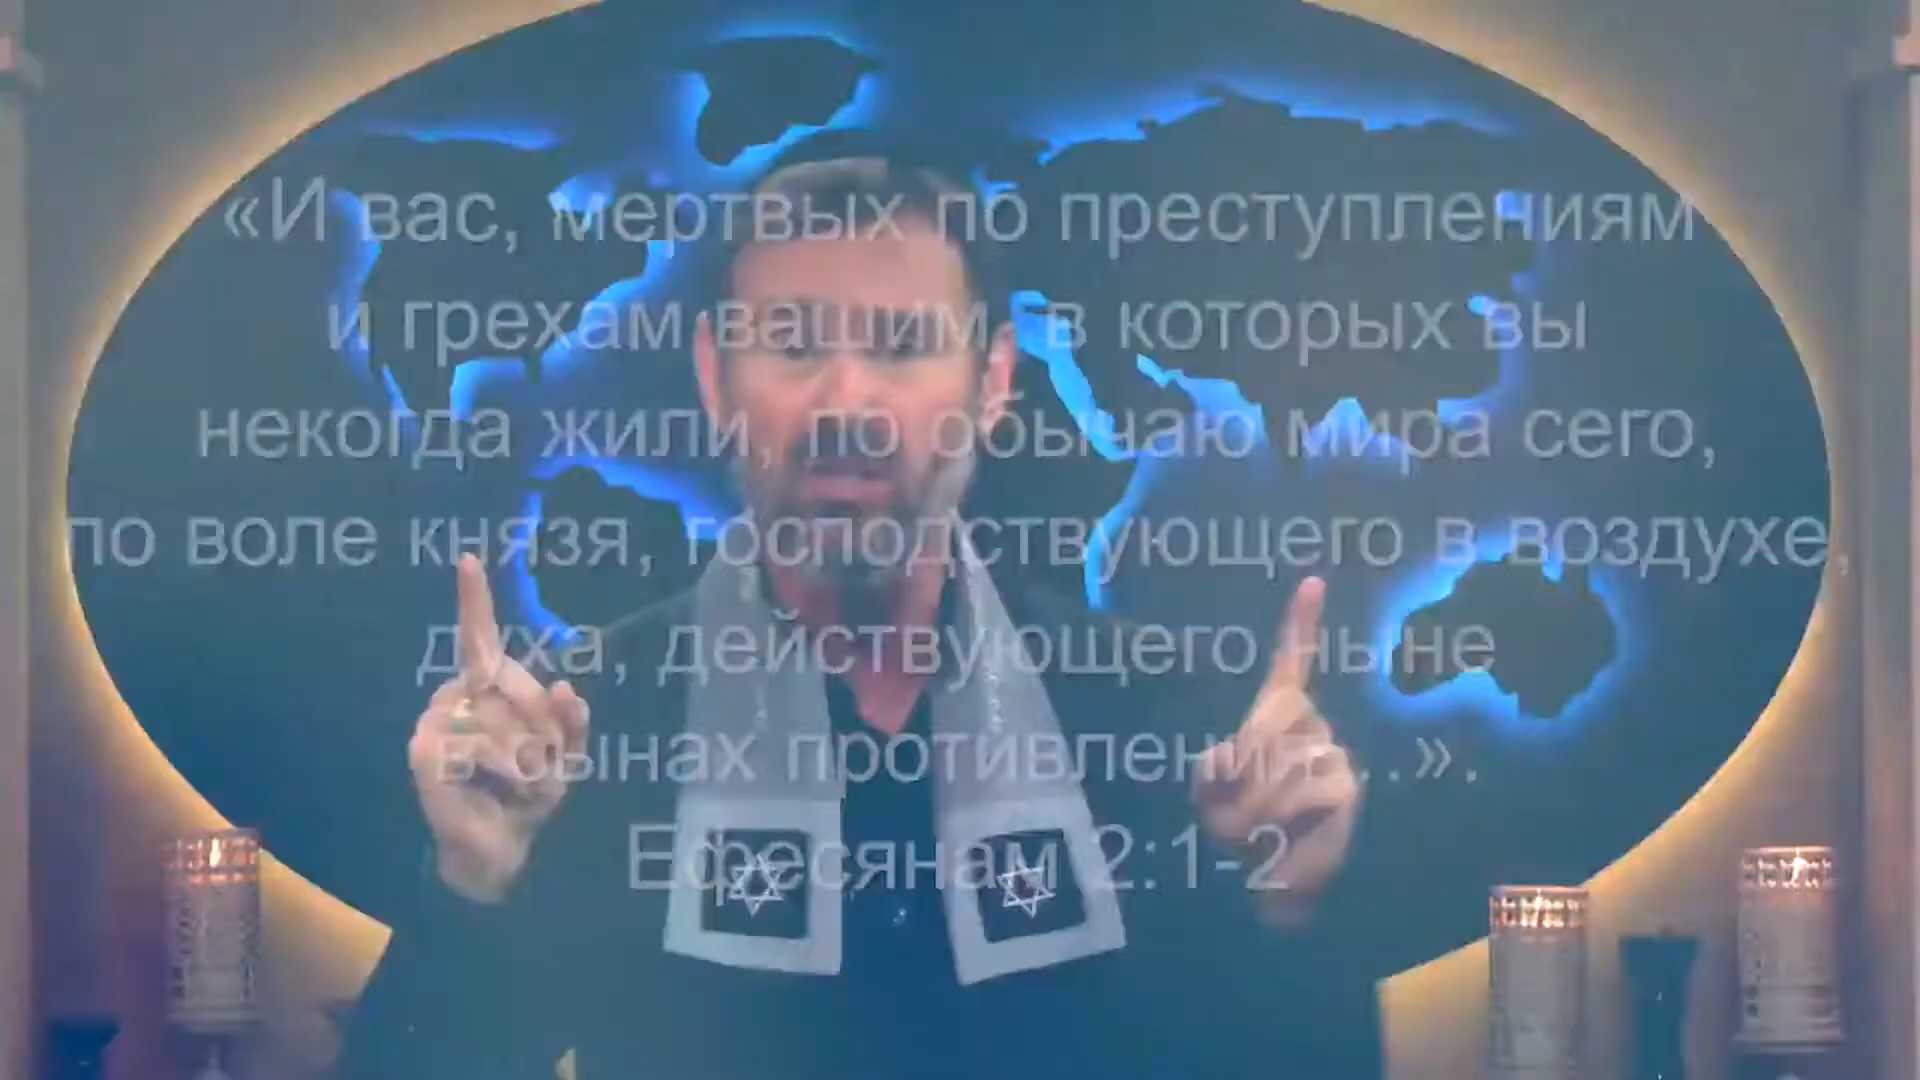 «И вас, мертвых по преступлениям
и грехам вашим, в которых вы
некогда жили, по обычаю мира сего,
по воле князя, господствующего в воздухе,
духа, действующего ныне
в сынах противления...».
Ефесянам 2:1-2